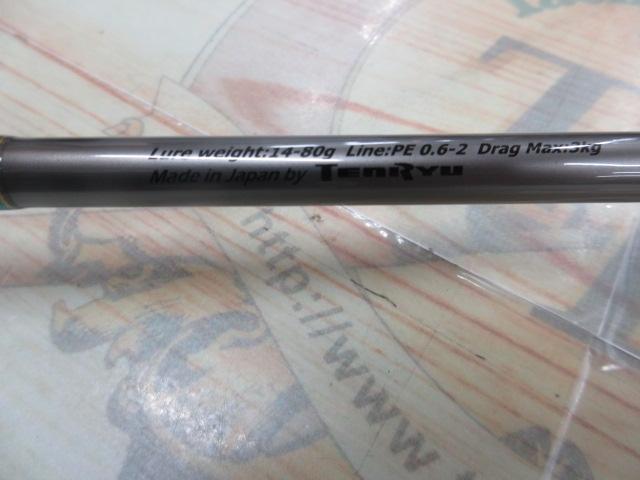 Lure weight:14-80g Line:PE 0.6-2 Drag Max:3kg
Made in Japan by TenRyu
http://www.